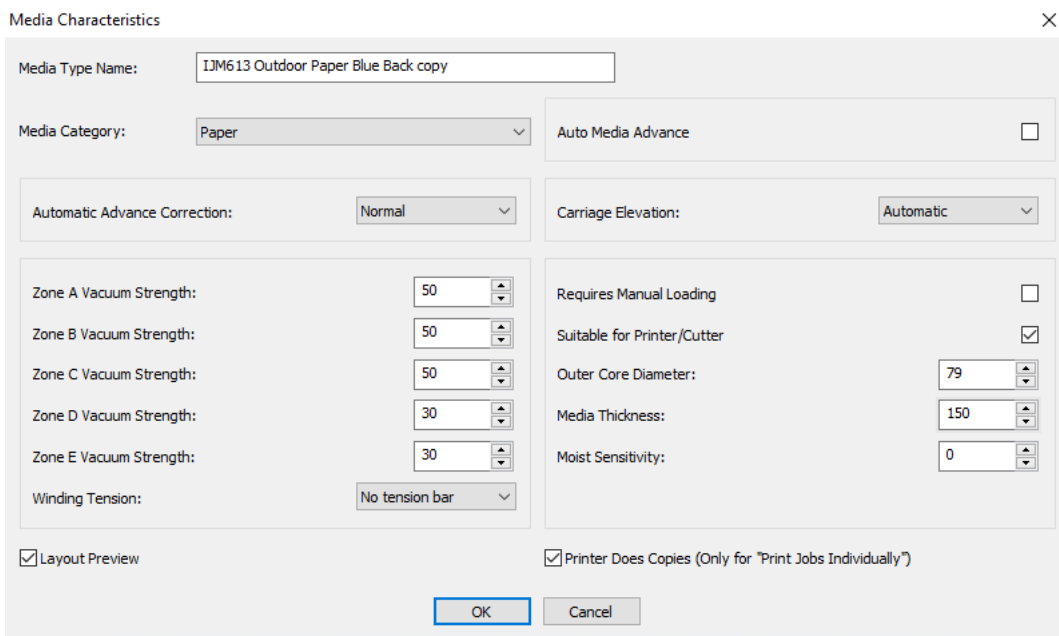 Media Characteristics
Media Type Name: IJM613 Outdoor Paper Blue Back copy
Media Category: Paper
Auto Media Advance
Automatic Advance Correction: Normal
Carriage Elevation: Automatic
Zone A Vacuum Strength: 50
Zone B Vacuum Strength: 50
Zone C Vacuum Strength: 50
Zone D Vacuum Strength: 30
Zone E Vacuum Strength: 30
Winding Tension: No tension bar
Requires Manual Loading
Suitable for Printer/Cutter
Outer Core Diameter: 79
Media Thickness: 150
Moist Sensitivity: 0
Layout Preview
Printer Does Copies (Only for "Print Jobs Individually")
OK
Cancel